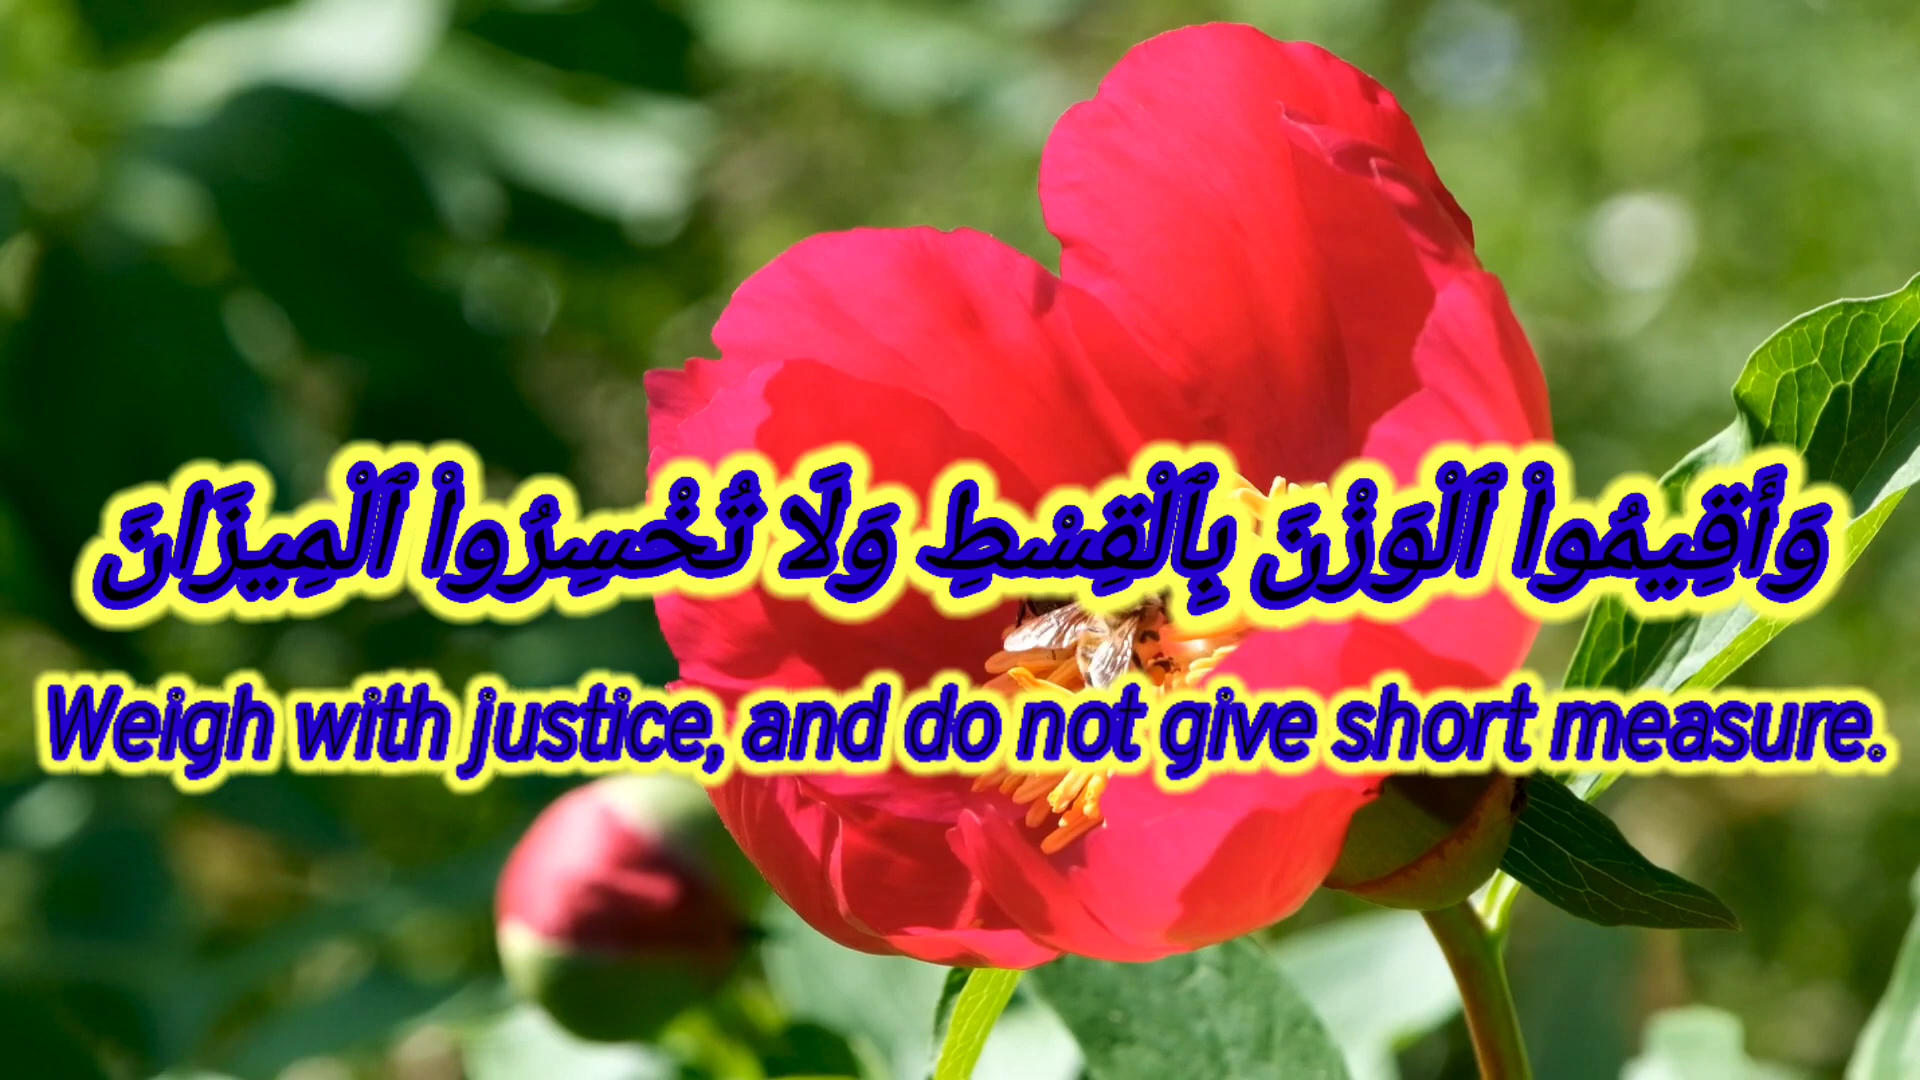 وَأَقِيمُوا۟ ٱلْوَزْنَ بِٱلْقِسْطِ وَلَا تُخْسِرُوا۟ ٱلْمِيزَانَ
Weigh with justice, and do not give short measure.